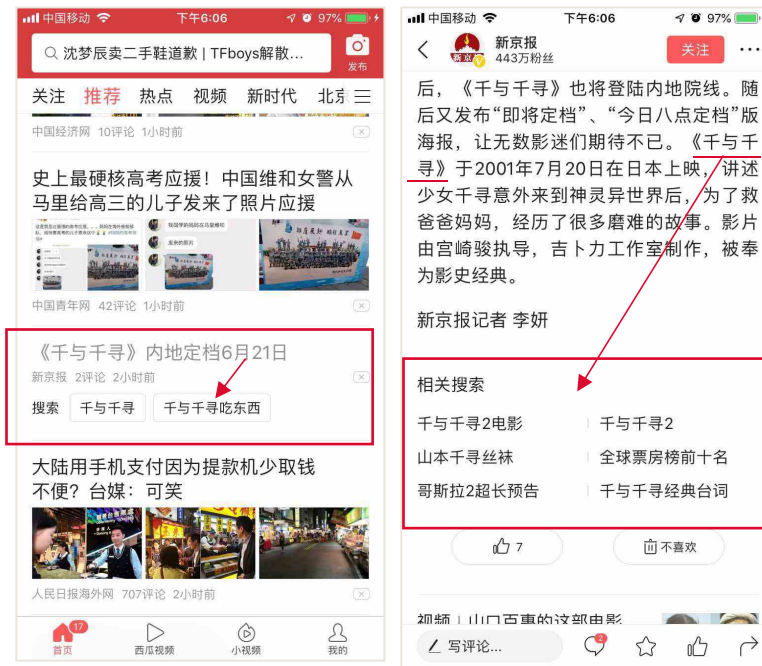 中国移动 下午6:06 97%
沈梦辰卖二手鞋道歉 | TFboys解散...
发布
关注 推荐 热点 视频 新时代 北京
中国经济网 10评论 1小时前
史上最硬核高考应援！中国维和女警从
马里给高三的儿子发来了照片应援
中国青年网 42评论 1小时前
《千与千寻》内地定档6月21日
新京报 2评论 2小时前
搜索 千与千寻 千与千寻吃东西
大陆用手机支付因为提款机少取钱
不便？台媒：可笑
人民日报海外网 707评论 2小时前
17
首页 西瓜视频 小视频 我的
中国移动 下午6:06 97%
新京报
443万粉丝
关注
后，《千与千寻》也将登陆内地院线。随
后又发布“即将定档”、“今日八点定档”版
海报，让无数影迷们期待不已。《千与千
寻》于2001年7月20日在日本上映，讲述
少女千寻意外来到神灵异世界后，为了救
爸爸妈妈，经历了很多磨难的故事。影片
由宫崎骏执导，吉卜力工作室制作，被奉
为影史经典。
新京报记者 李妍
相关搜索
千与千寻2电影 千与千寻2
山本千寻丝袜 全球票房榜前十名
哥斯拉2超长预告 千与千寻经典台词
7 不喜欢
视频 | 山口百惠的这部电影
写评论... 2